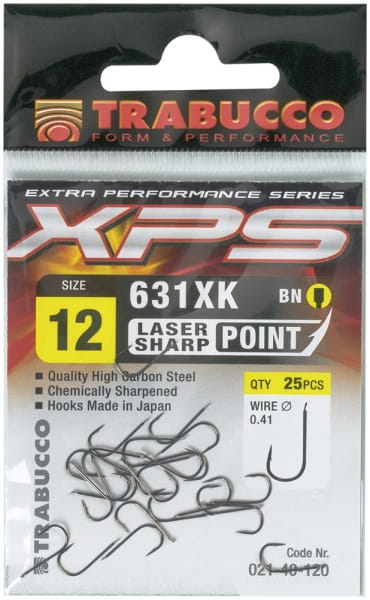 TRABUCCO
FORM & PERFORMANCE
EXTRA PERFORMANCE SERIES
XPS
SIZE
12
631XK
BN
LASER SHARP POINT
■ Quality High Carbon Steel
■ Chemically Sharpened
■ Hooks Made in Japan
QTY 25PCS
WIRE Ø
0.41
TRABUCCO
Code Nr.
021-40-120